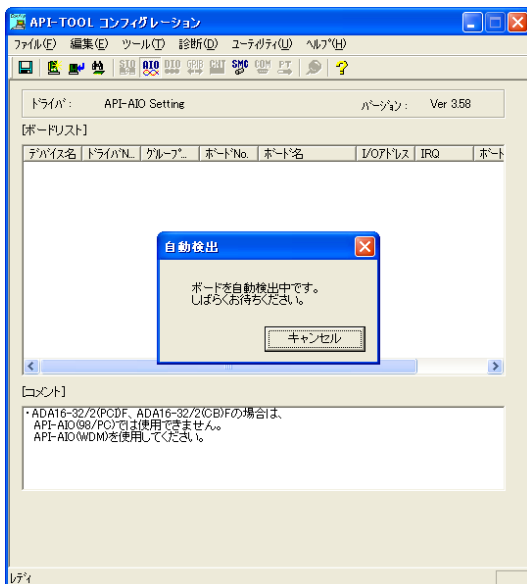 API-TOOL コンフィグレーション
ファイル(F) 編集(E) ツール(T) 診断(D) ユーティリティ(U) ヘルプ(H)
SIO AIO DIO GPIB CNT SMC COM PT
ドライバ: API-AIO Setting バージョン: Ver 3.58
[ボードリスト]
デバイス名 ドライバN... グループ... ボードNo. ボード名 I/Oアドレス IRQ ボード
自動検出
ボードを自動検出中です。
しばらくお待ちください。
キャンセル
[コメント]
・ADA16-32/2(PCI)F、ADA16-32/2(CB)Fの場合は、
API-AIO(98/PC)では使用できません。
API-AIO(WDM)を使用してください。
レディ